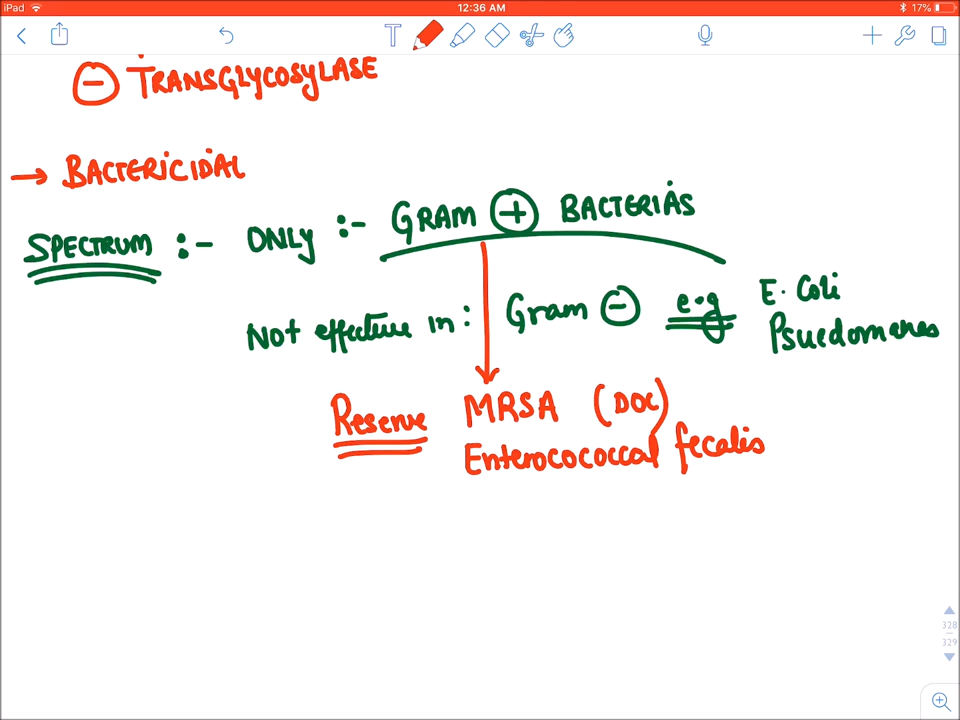 iPad 12:36 AM 17%
T
⊖ TRANSGLYCOSYLASE
→ BACTERICIDAL
SPECTRUM :- ONLY :- GRAM ⊕ BACTERIAS
Not effective in : Gram ⊖ e.g E. Coli
Psuedomonas
Reserve MRSA (DOC)
Enterococcal fecalis
328
329